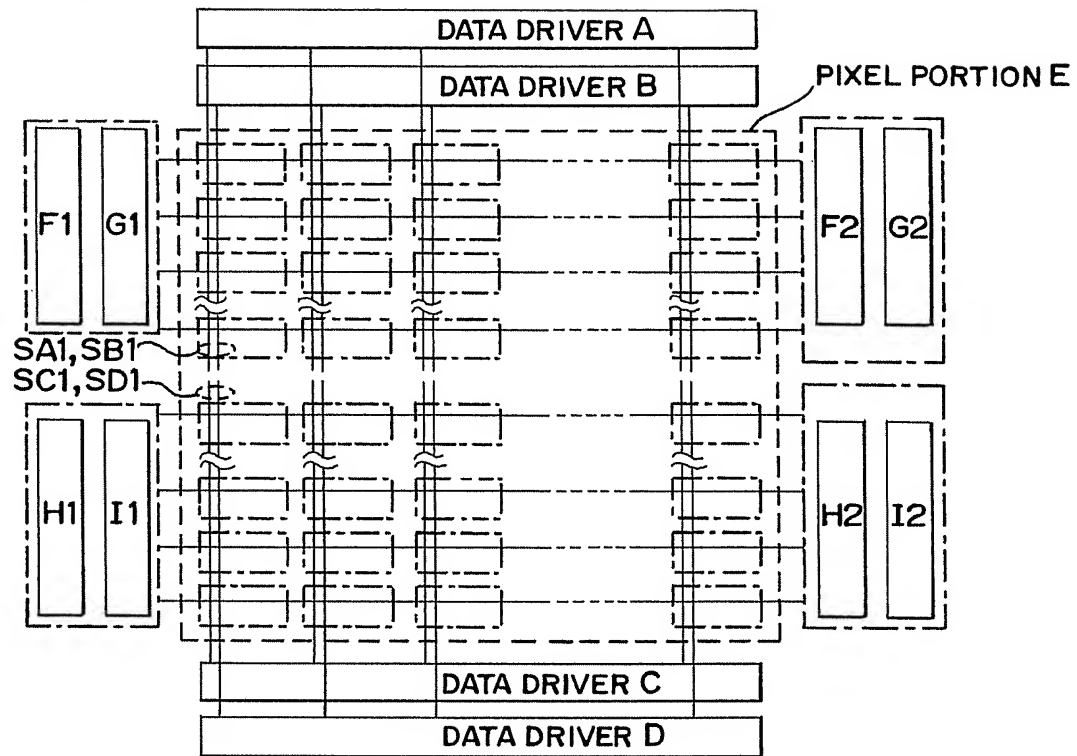 DATA DRIVER A
DATA DRIVER B
PIXEL PORTION E
F1 G1
F2 G2
SA1, SB1
SC1, SD1
H1 I1
H2 I2
DATA DRIVER C
DATA DRIVER D